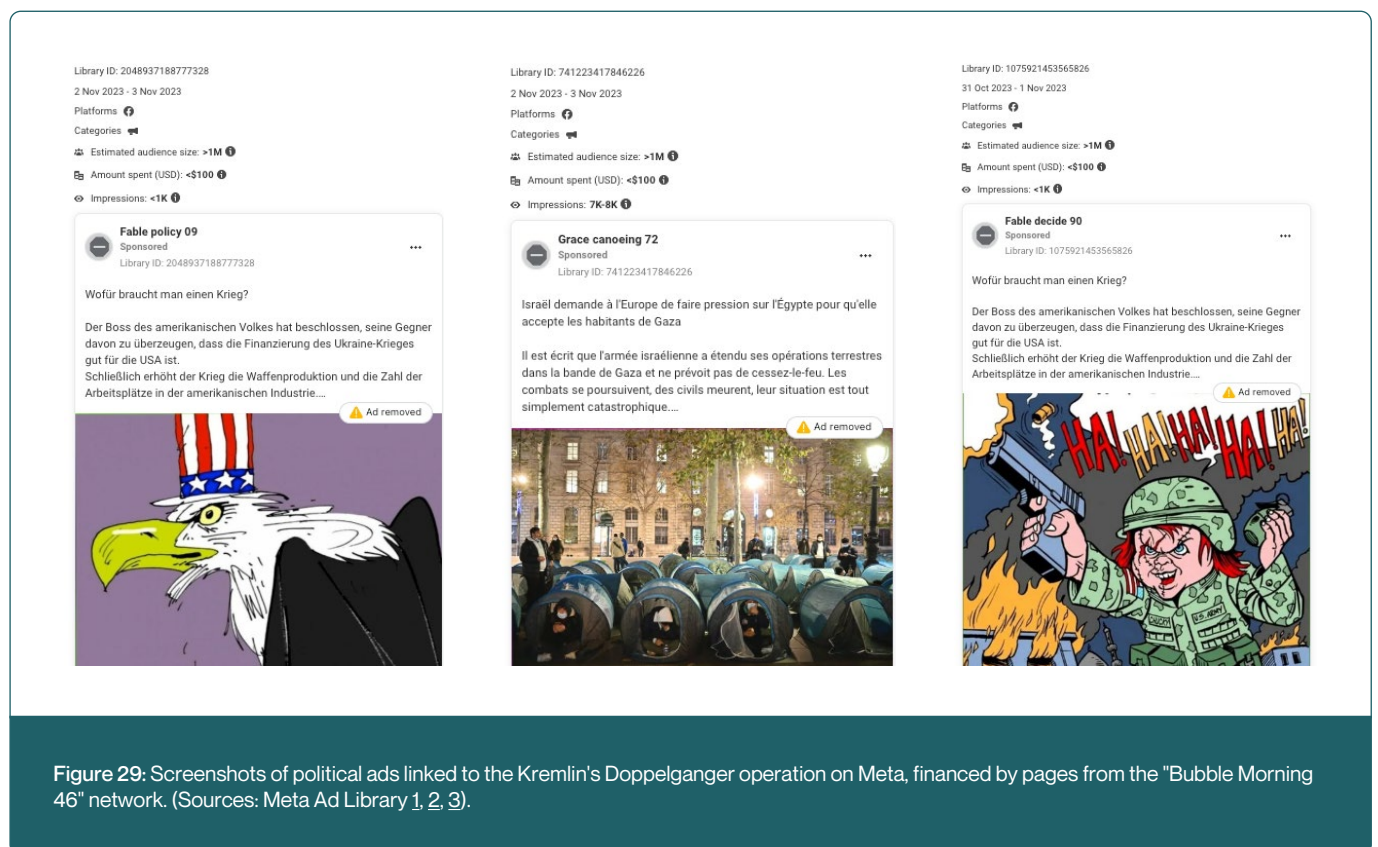 Library ID: 2048937188777328
2 Nov 2023 - 3 Nov 2023
Platforms
Categories
Estimated audience size: >1M
Amount spent (USD): <$100
Impressions: <1K
Fable policy 09
Sponsored
Library ID: 2048937188777328
Wofür braucht man einen Krieg?
Der Boss des amerikanischen Volkes hat beschlossen, seine Gegner
davon zu überzeugen, dass die Finanzierung des Ukraine-Krieges
gut für die USA ist.
Schließlich erhöht der Krieg die Waffenproduktion und die Zahl der
Arbeitsplätze in der amerikanischen Industrie....
Ad removed
Library ID: 741223417846226
2 Nov 2023 - 3 Nov 2023
Platforms
Categories
Estimated audience size: >1M
Amount spent (USD): <$100
Impressions: 7K-8K
Grace canoeing 72
Sponsored
Library ID: 741223417846226
Israël demande à l'Europe de faire pression sur l'Égypte pour qu'elle
accepte les habitants de Gaza
Il est écrit que l'armée israélienne a étendu ses opérations terrestres
dans la bande de Gaza et ne prévoit pas de cessez-le-feu. Les
combats se poursuivent, des civils meurent, leur situation est tout
simplement catastrophique....
Ad removed
Library ID: 1075921453565826
31 Oct 2023 - 1 Nov 2023
Platforms
Categories
Estimated audience size: >1M
Amount spent (USD): <$100
Impressions: <1K
Fable decide 90
Sponsored
Library ID: 1075921453565826
Wofür braucht man einen Krieg?
Der Boss des amerikanischen Volkes hat beschlossen, seine Gegner
davon zu überzeugen, dass die Finanzierung des Ukraine-Krieges
gut für die USA ist.
Schließlich erhöht der Krieg die Waffenproduktion und die Zahl der
Arbeitsplätze in der amerikanischen Industrie....
Ad removed
HA! HA! HA! HA! HA!
CHUCKY
U.S. ARMY
Figure 29: Screenshots of political ads linked to the Kremlin's Doppelganger operation on Meta, financed by pages from the "Bubble Morning
46" network. (Sources: Meta Ad Library 1, 2, 3).